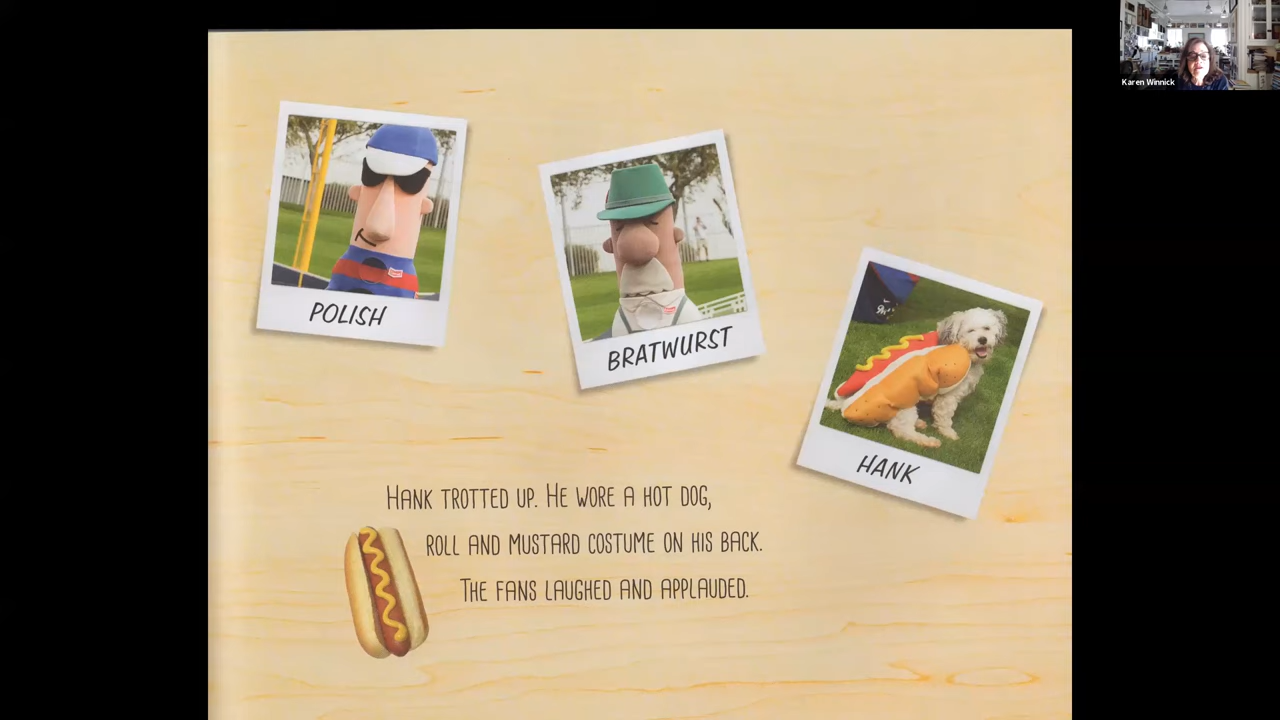 Karen Winnick
POLISH
BRATWURST
HANK
HANK TROTTED UP. HE WORE A HOT DOG,
ROLL AND MUSTARD COSTUME ON HIS BACK.
THE FANS LAUGHED AND APPLAUDED.